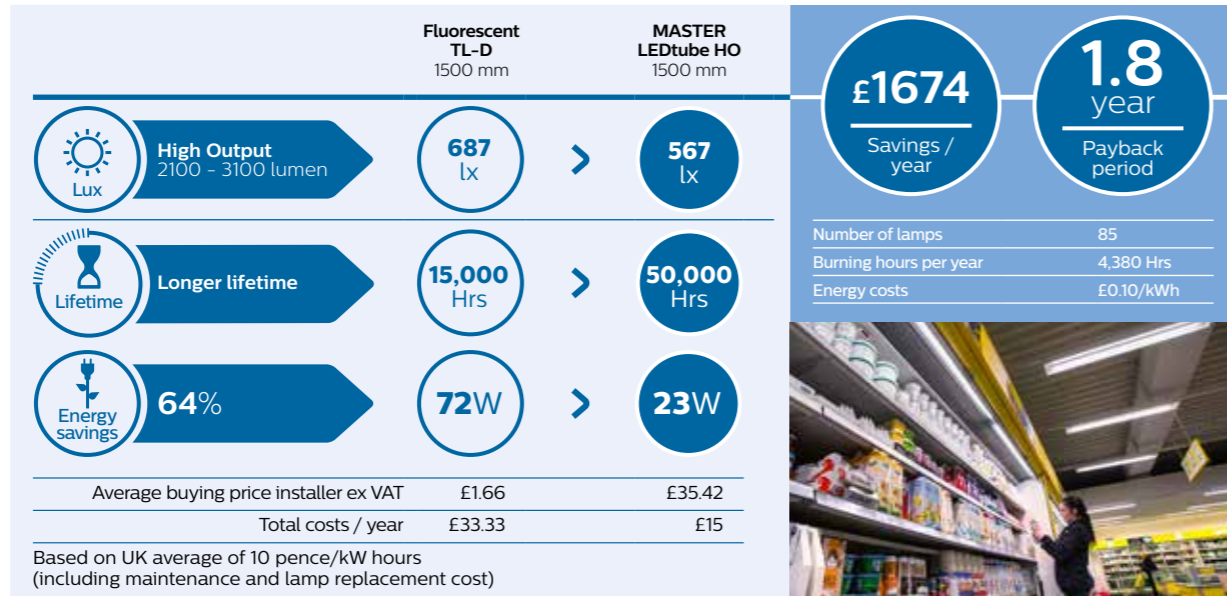 Fluorescent
TL-D
1500 mm
MASTER
LEDtube HO
1500 mm
Lux
High Output
2100 - 3100 lumen
687
lx
>
567
lx
Lifetime
Longer lifetime
15,000
Hrs
>
50,000
Hrs
Energy
savings
64%
72W
>
23W
Average buying price installer ex VAT £1.66 £35.42
Total costs / year £33.33 £15
Based on UK average of 10 pence/kW hours
(including maintenance and lamp replacement cost)
£1674
Savings /
year
1.8
year
Payback
period
Number of lamps 85
Burning hours per year 4,380 Hrs
Energy costs £0.10/kWh